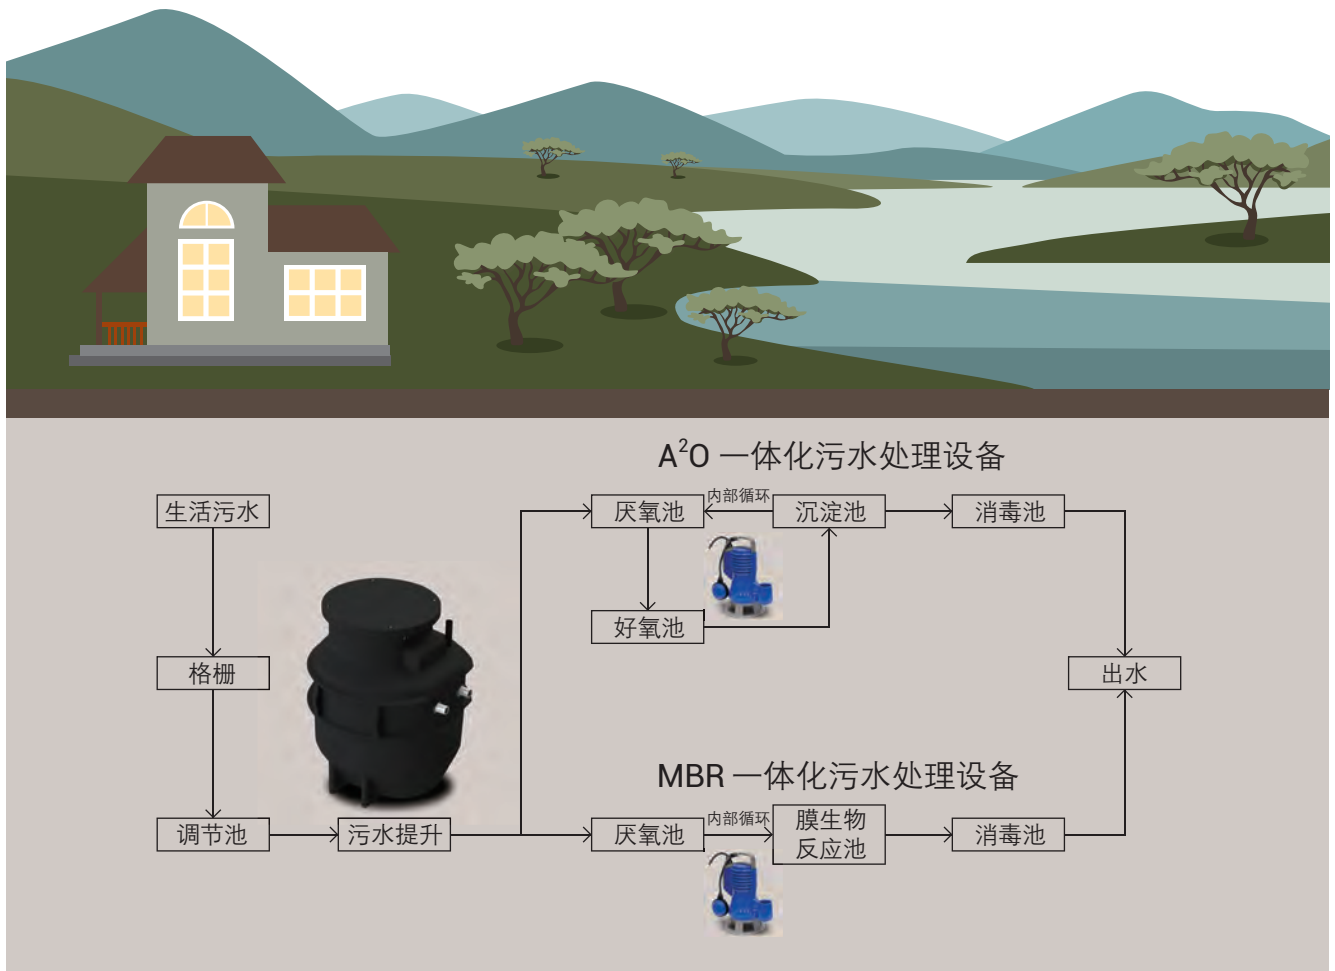 A²O 一体化污水处理设备
生活污水
厌氧池
内部循环
沉淀池
消毒池
好氧池
格栅
出水
MBR 一体化污水处理设备
调节池
污水提升
厌氧池
内部循环
膜生物
反应池
消毒池